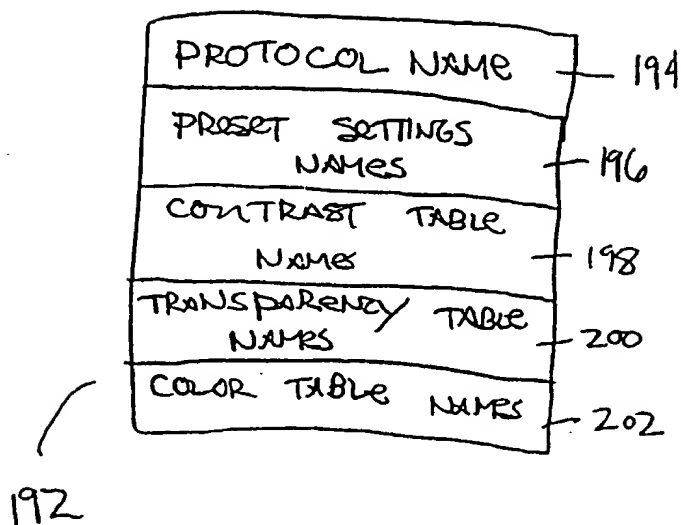 PROTOCOL NAME 194
PRESET SETTINGS
NAMES 196
CONTRAST TABLE
NAMES 198
TRANSPARENCY TABLE
NAMES 200
COLOR TABLE NAMES 202
192